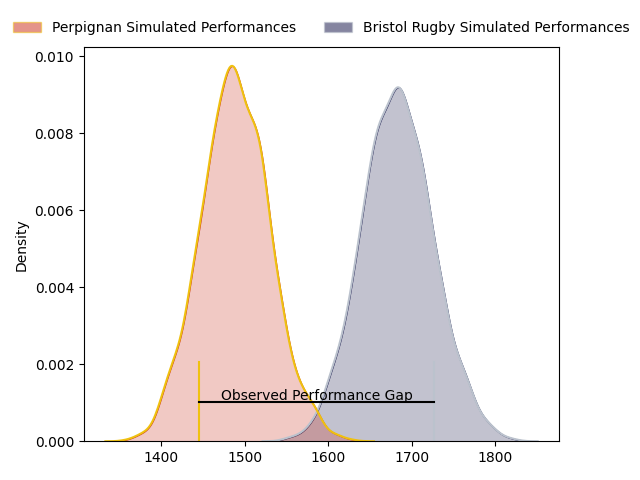 Perpignan Simulated Performances Bristol Rugby Simulated Performances
0.010
0.008
0.006
0.004
0.002
0.000
Density
Observed Performance Gap
1400 1500 1600 1700 1800